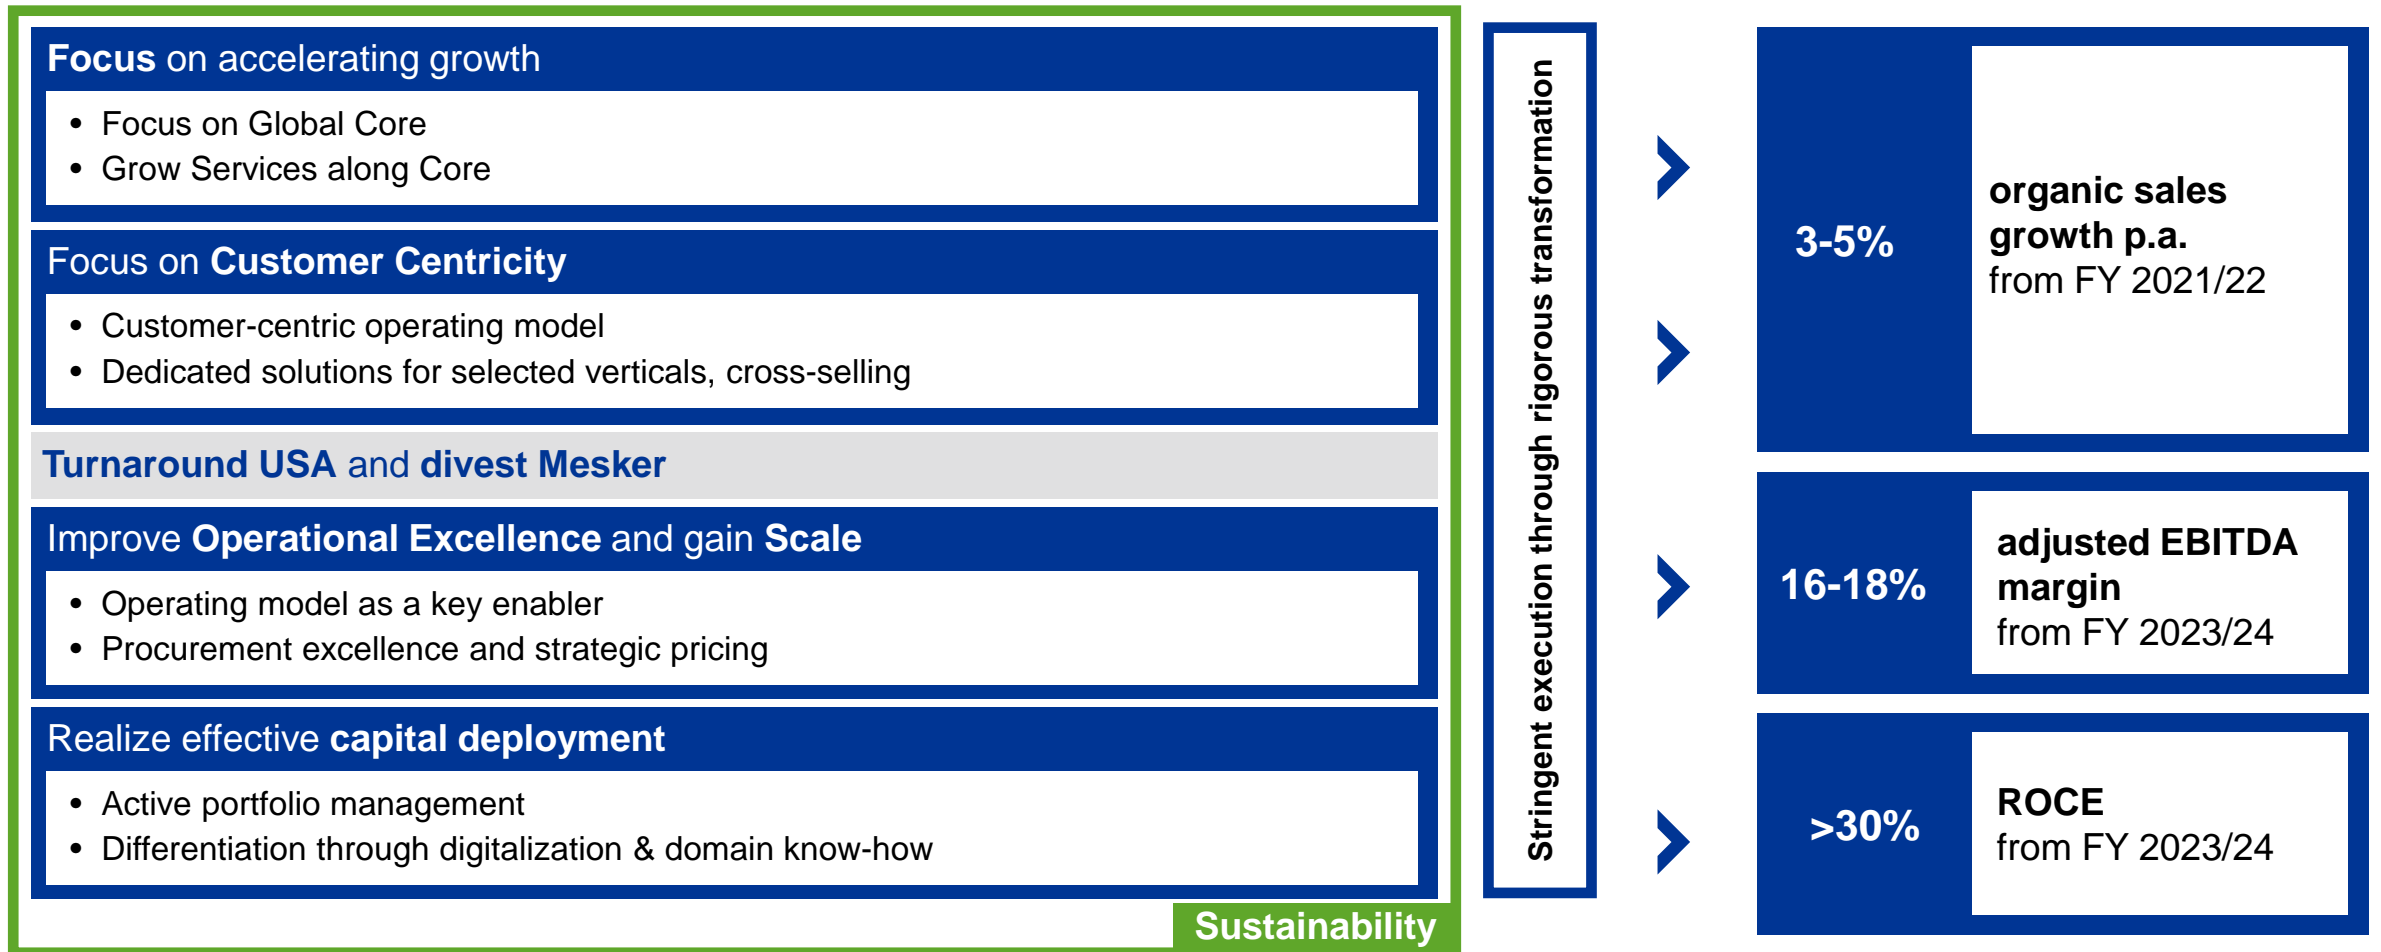 Focus on accelerating growth
• Focus on Global Core
• Grow Services along Core
Focus on Customer Centricity
• Customer-centric operating model
• Dedicated solutions for selected verticals, cross-selling
Turnaround USA and divest Mesker
Improve Operational Excellence and gain Scale
• Operating model as a key enabler
• Procurement excellence and strategic pricing
Realize effective capital deployment
• Active portfolio management
• Differentiation through digitalization & domain know-how
Sustainability
Stringent execution through rigorous transformation
3-5%
organic sales
growth p.a.
from FY 2021/22
16-18%
adjusted EBITDA
margin
from FY 2023/24
>30%
ROCE
from FY 2023/24